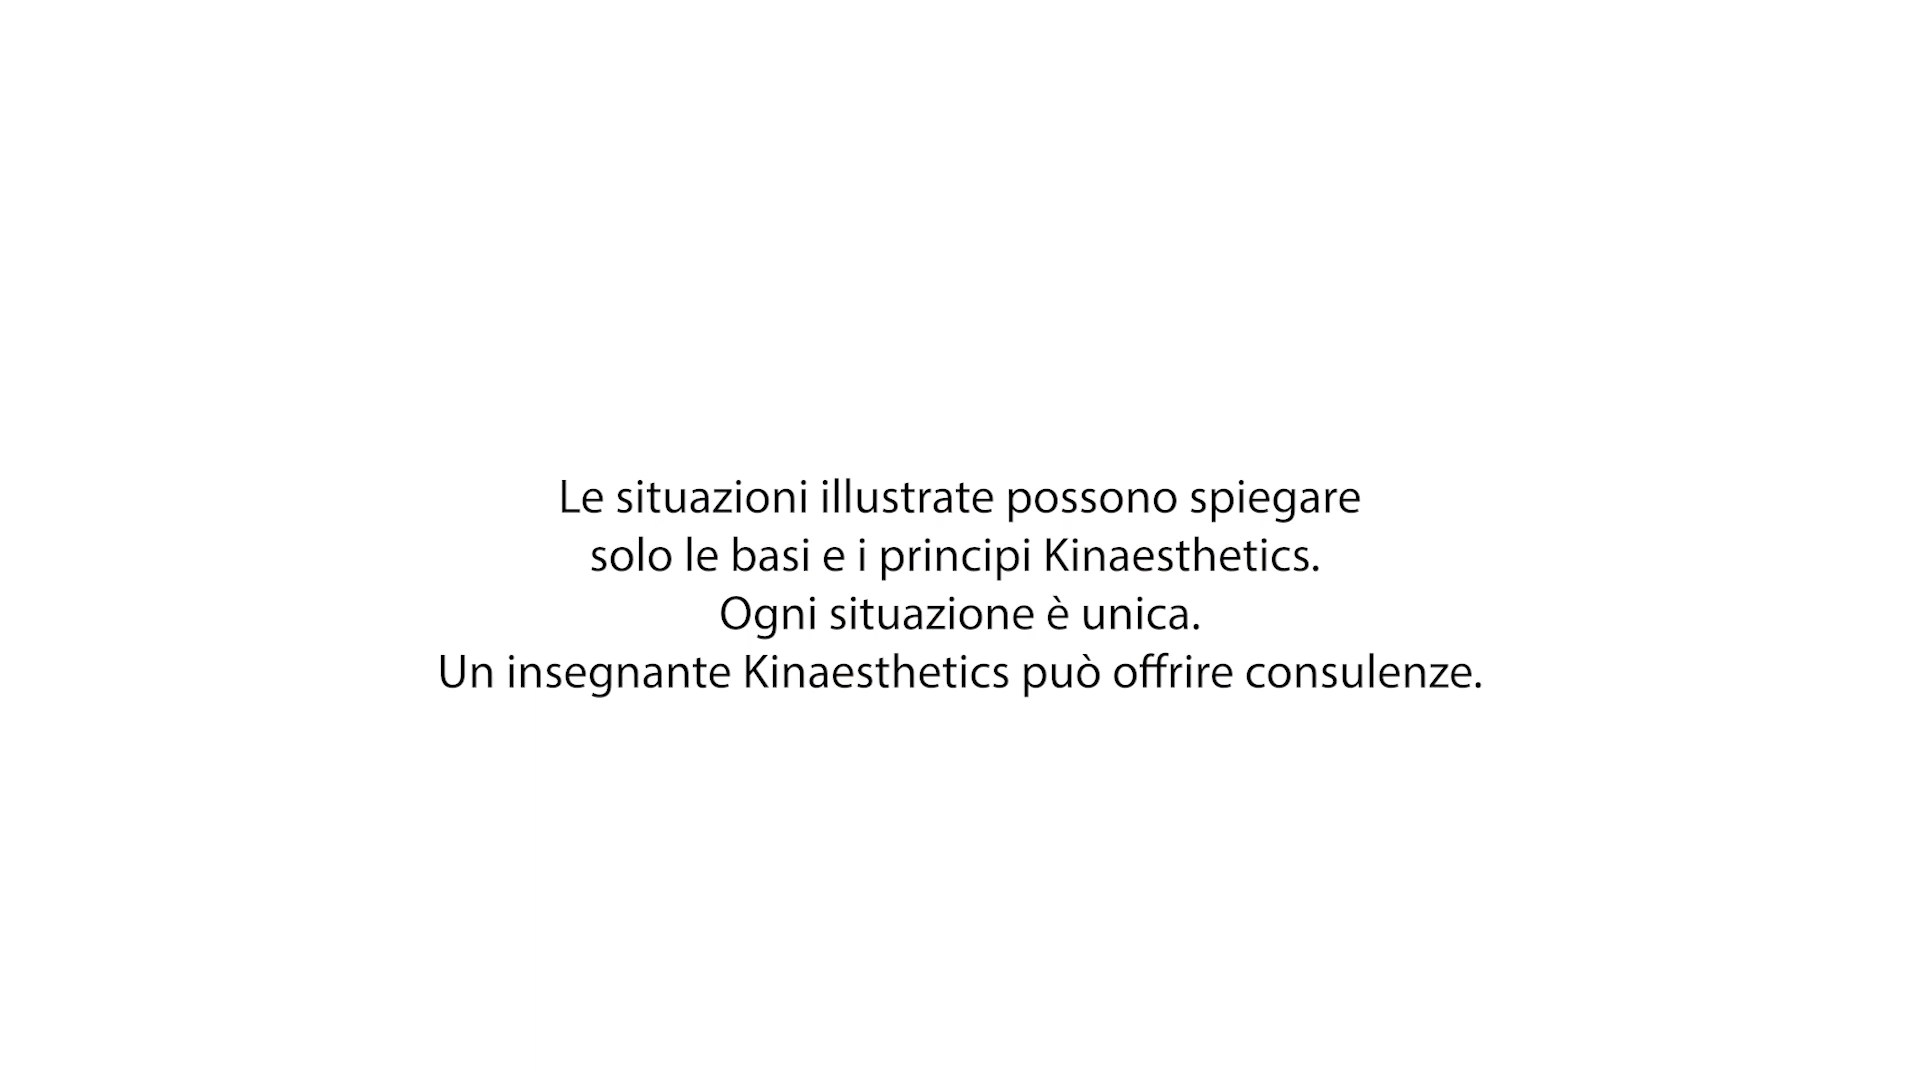 Le situazioni illustrate possono spiegare
solo le basi e i principi Kinaesthetics.
Ogni situazione è unica.
Un insegnante Kinaesthetics può offrire consulenze.